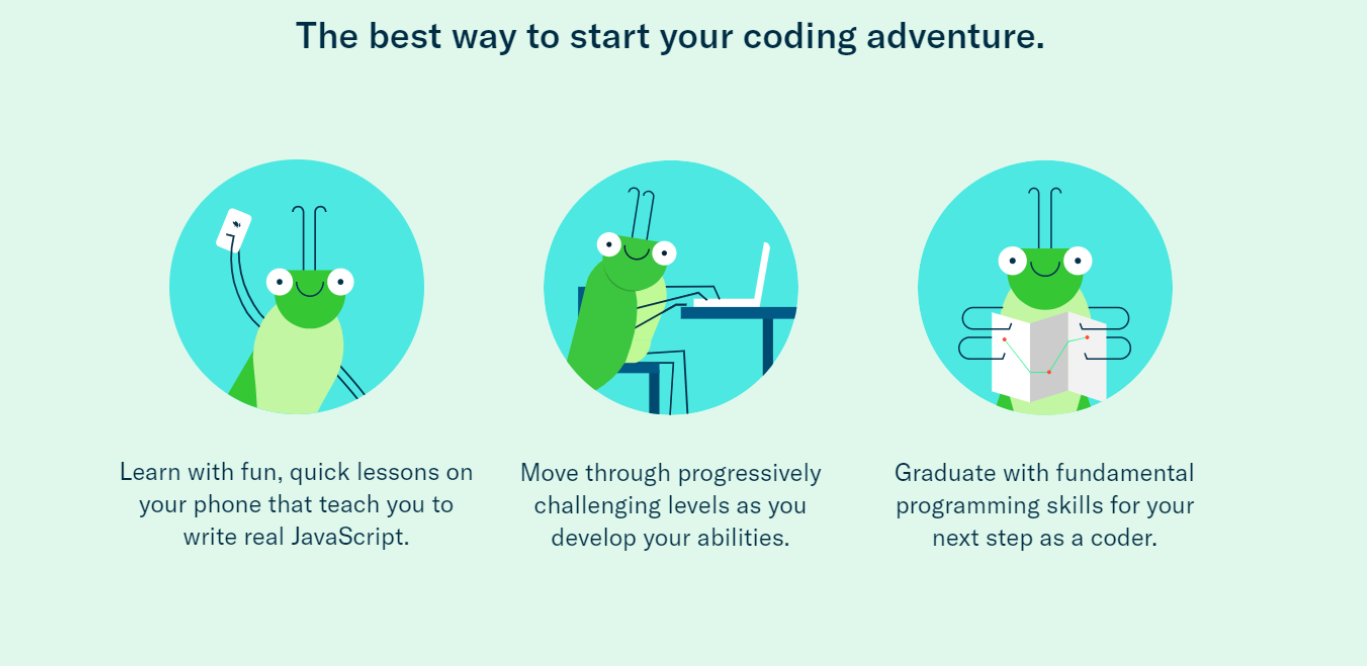 The best way to start your coding adventure.
Learn with fun, quick lessons on
your phone that teach you to
write real JavaScript.
Move through progressively
challenging levels as you
develop your abilities.
Graduate with fundamental
programming skills for your
next step as a coder.